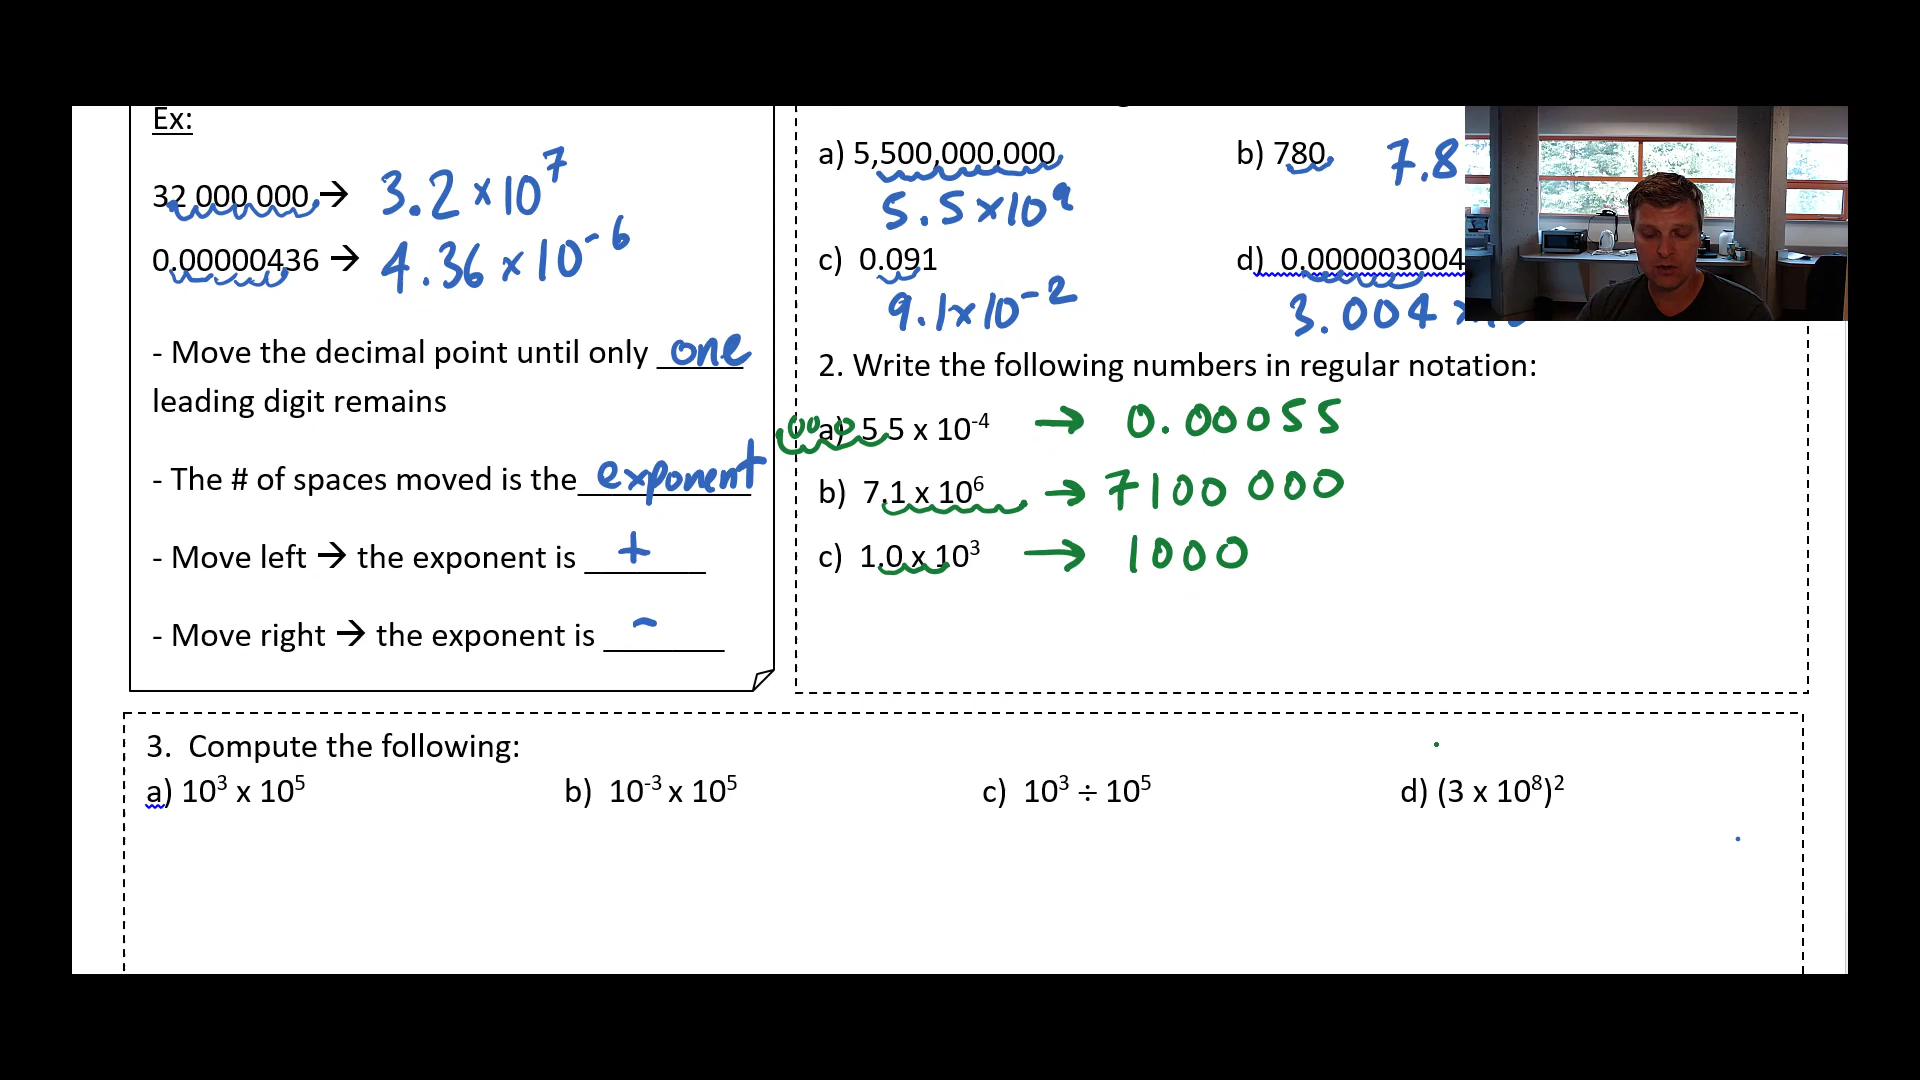 Ex:
32 000 000 → 3.2 × 10⁷
0.00000436 → 4.36 × 10⁻⁶
- Move the decimal point until only one
leading digit remains
- The # of spaces moved is the exponent
- Move left → the exponent is +
- Move right → the exponent is -
a) 5,500,000,000
5.5 × 10⁹
b) 780 7.8
c) 0.091
9.1 × 10⁻²
d) 0.000003004
3.004
2. Write the following numbers in regular notation:
000
a) 5.5 x 10⁻⁴ → 0.00055
b) 7.1 x 10⁶ → 7100 000
c) 1.0 x 10³ → 1000
3. Compute the following:
a) 10³ x 10⁵
b) 10⁻³ x 10⁵
c) 10³ ÷ 10⁵
d) (3 x 10⁸)²